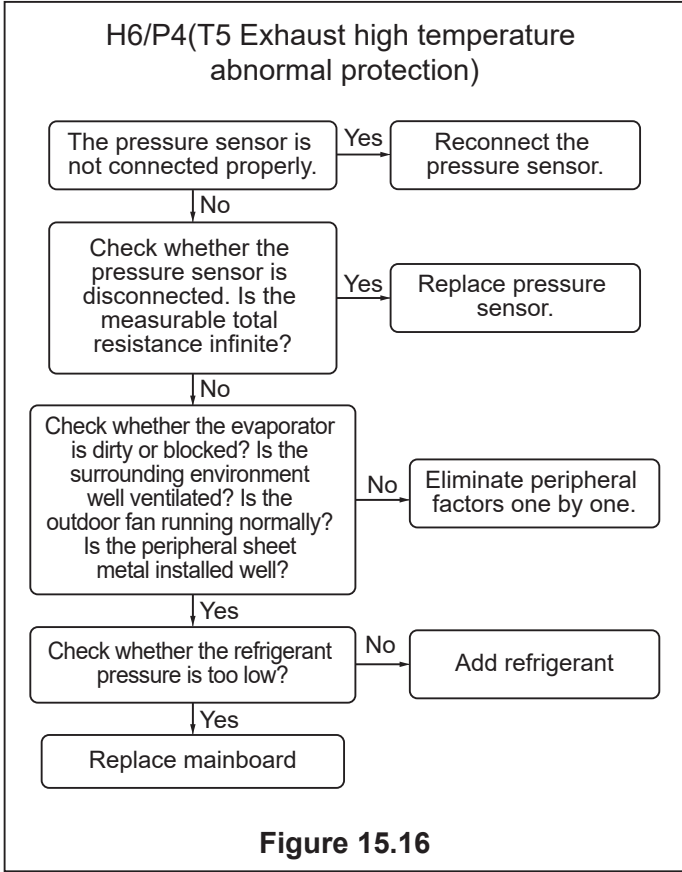 H6/P4(T5 Exhaust high temperature
abnormal protection)
The pressure sensor is
not connected properly.
Yes
Reconnect the
pressure sensor.
No
Check whether the
pressure sensor is
disconnected. Is the
measurable total
resistance infinite?
Yes
Replace pressure
sensor.
No
Check whether the evaporator
is dirty or blocked? Is the
surrounding environment
well ventilated? Is the
outdoor fan running normally?
Is the peripheral sheet
metal installed well?
No
Eliminate peripheral
factors one by one.
Yes
Check whether the refrigerant
pressure is too low?
No
Add refrigerant
Yes
Replace mainboard
Figure 15.16